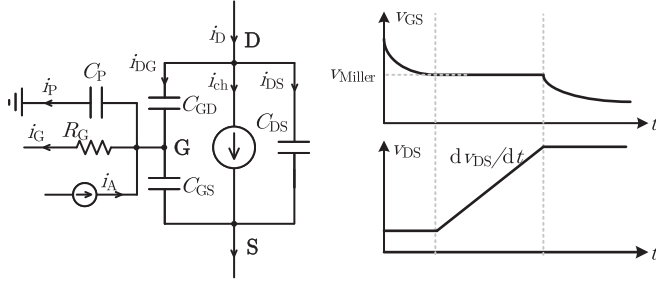 i_D
D
i_DG
i_ch
i_DS
i_P
C_P
C_GD
C_DS
i_G
R_G
G
i_A
C_GS
S
v_GS
v_Miller
t
v_DS
dv_DS/dt
t